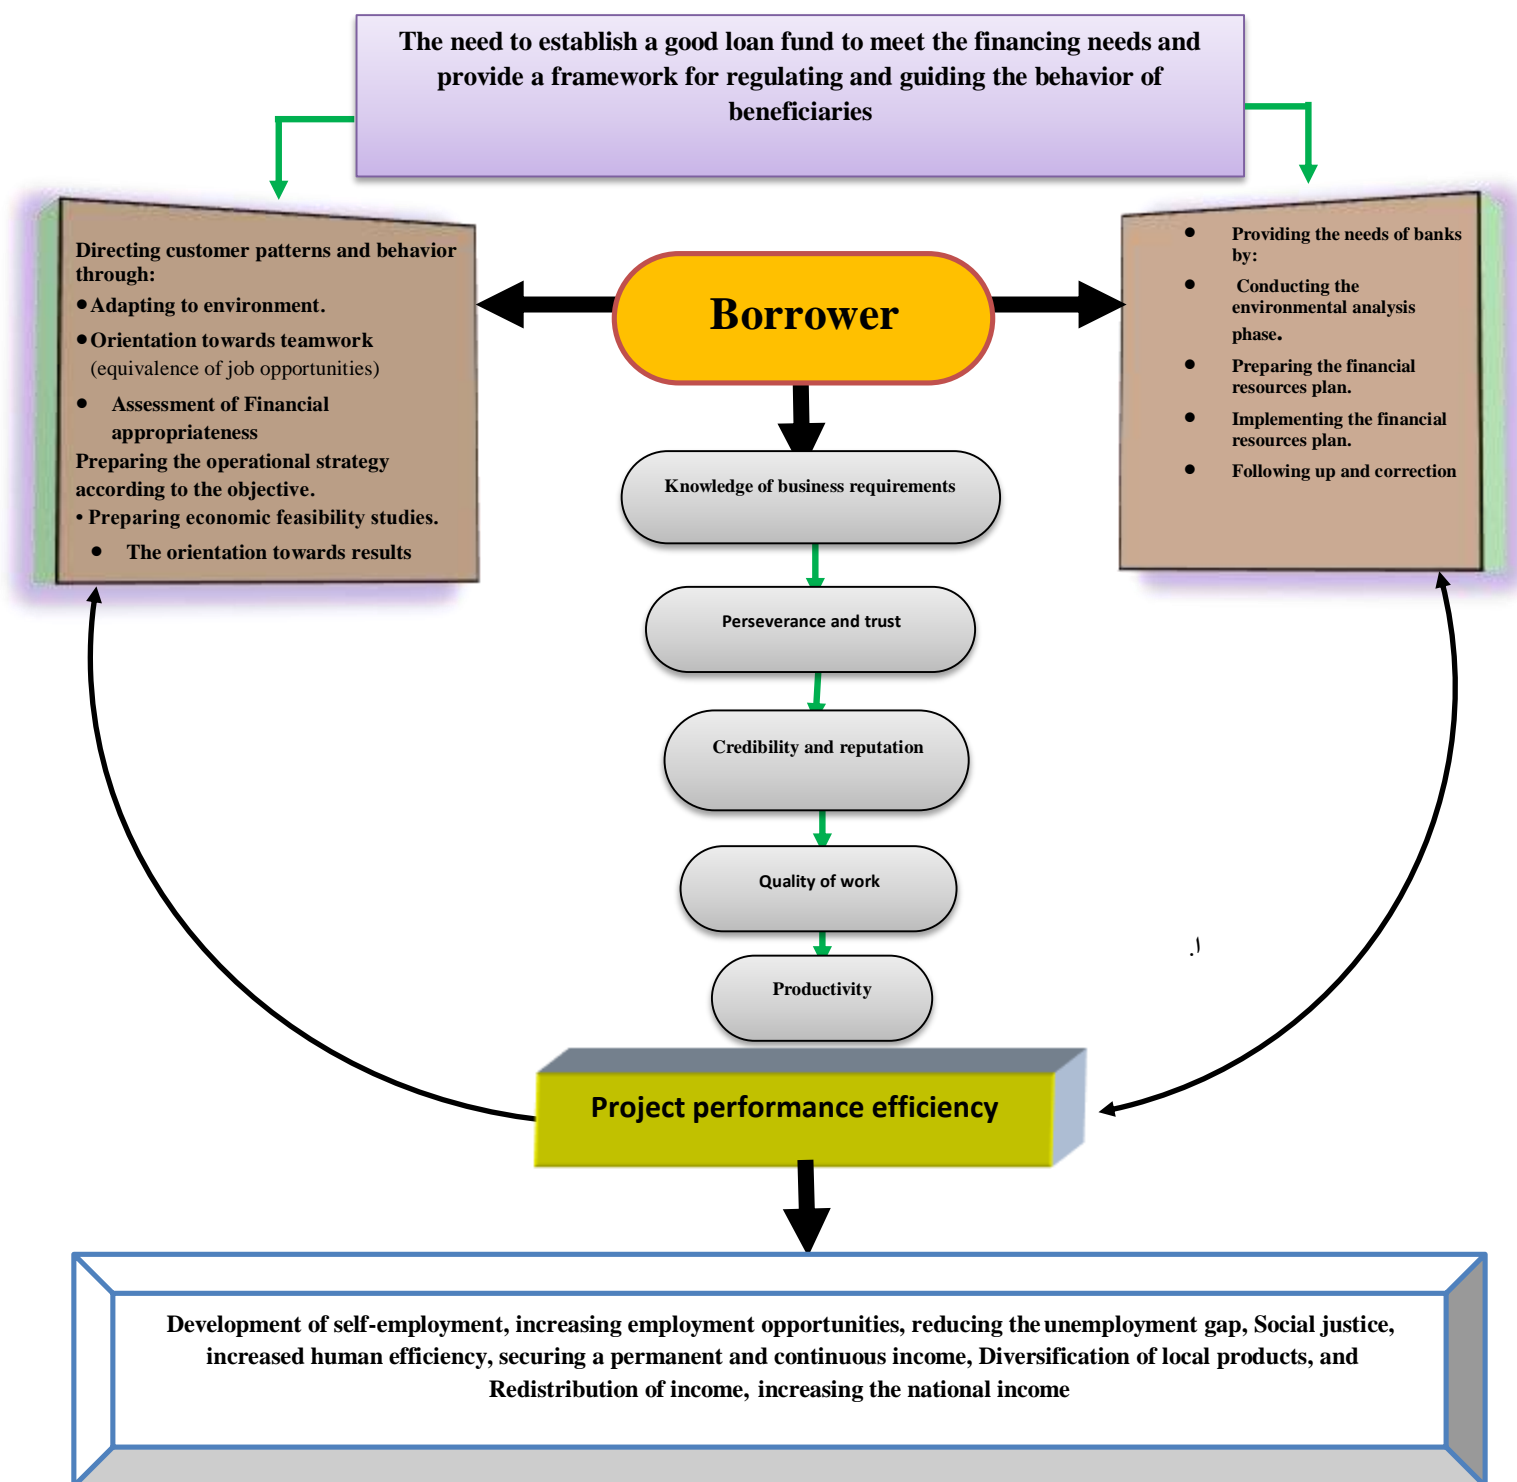 The need to establish a good loan fund to meet the financing needs and
provide a framework for regulating and guiding the behavior of
beneficiaries
Directing customer patterns and behavior
through:
● Adapting to environment.
● Orientation towards teamwork
(equivalence of job opportunities)
● Assessment of Financial
appropriateness
Preparing the operational strategy
according to the objective.
• Preparing economic feasibility studies.
● The orientation towards results
Borrower
● Providing the needs of banks
by:
● Conducting the
environmental analysis
phase.
● Preparing the financial
resources plan.
● Implementing the financial
resources plan.
● Following up and correction
Knowledge of business requirements
Perseverance and trust
Credibility and reputation
Quality of work
.١
Productivity
Project performance efficiency
Development of self-employment, increasing employment opportunities, reducing the unemployment gap, Social justice,
increased human efficiency, securing a permanent and continuous income, Diversification of local products, and
Redistribution of income, increasing the national income